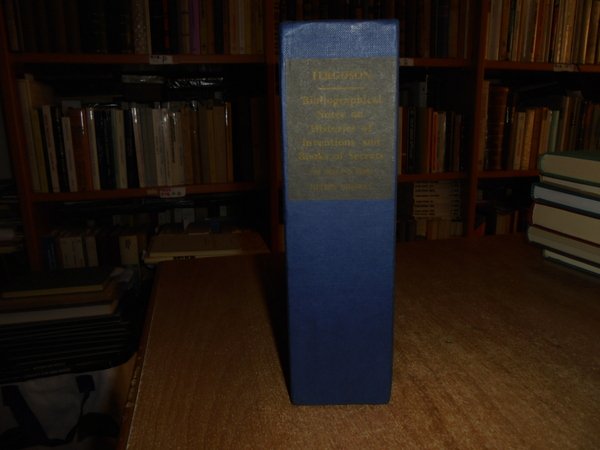 FERGUSON
Bibliographical
Notes on
Histories of
Inventions and
Books of Secrets